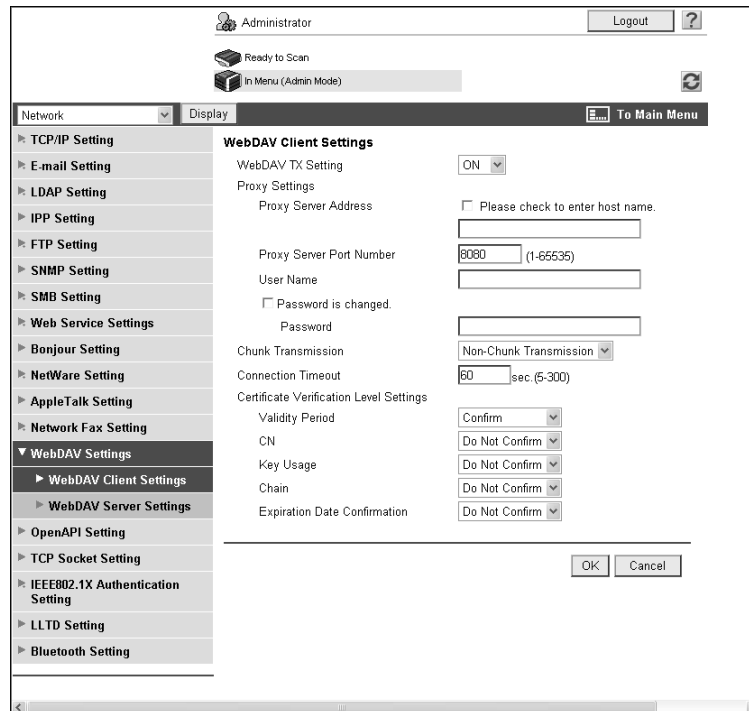 Administrator
Logout
?
Ready to Scan
In Menu (Admin Mode)
Network
Display
To Main Menu
TCP/IP Setting
E-mail Setting
LDAP Setting
IPP Setting
FTP Setting
SNMP Setting
SMB Setting
Web Service Settings
Bonjour Setting
NetWare Setting
AppleTalk Setting
Network Fax Setting
WebDAV Settings
WebDAV Client Settings
WebDAV Server Settings
OpenAPI Setting
TCP Socket Setting
IEEE802.1X Authentication
Setting
LLTD Setting
Bluetooth Setting
WebDAV Client Settings
WebDAV TX Setting ON
Proxy Settings
Proxy Server Address Please check to enter host name.
Proxy Server Port Number 8080 (1-65535)
User Name
Password is changed.
Password
Chunk Transmission Non-Chunk Transmission
Connection Timeout 60 sec.(5-300)
Certificate Verification Level Settings
Validity Period Confirm
CN Do Not Confirm
Key Usage Do Not Confirm
Chain Do Not Confirm
Expiration Date Confirmation Do Not Confirm
OK Cancel